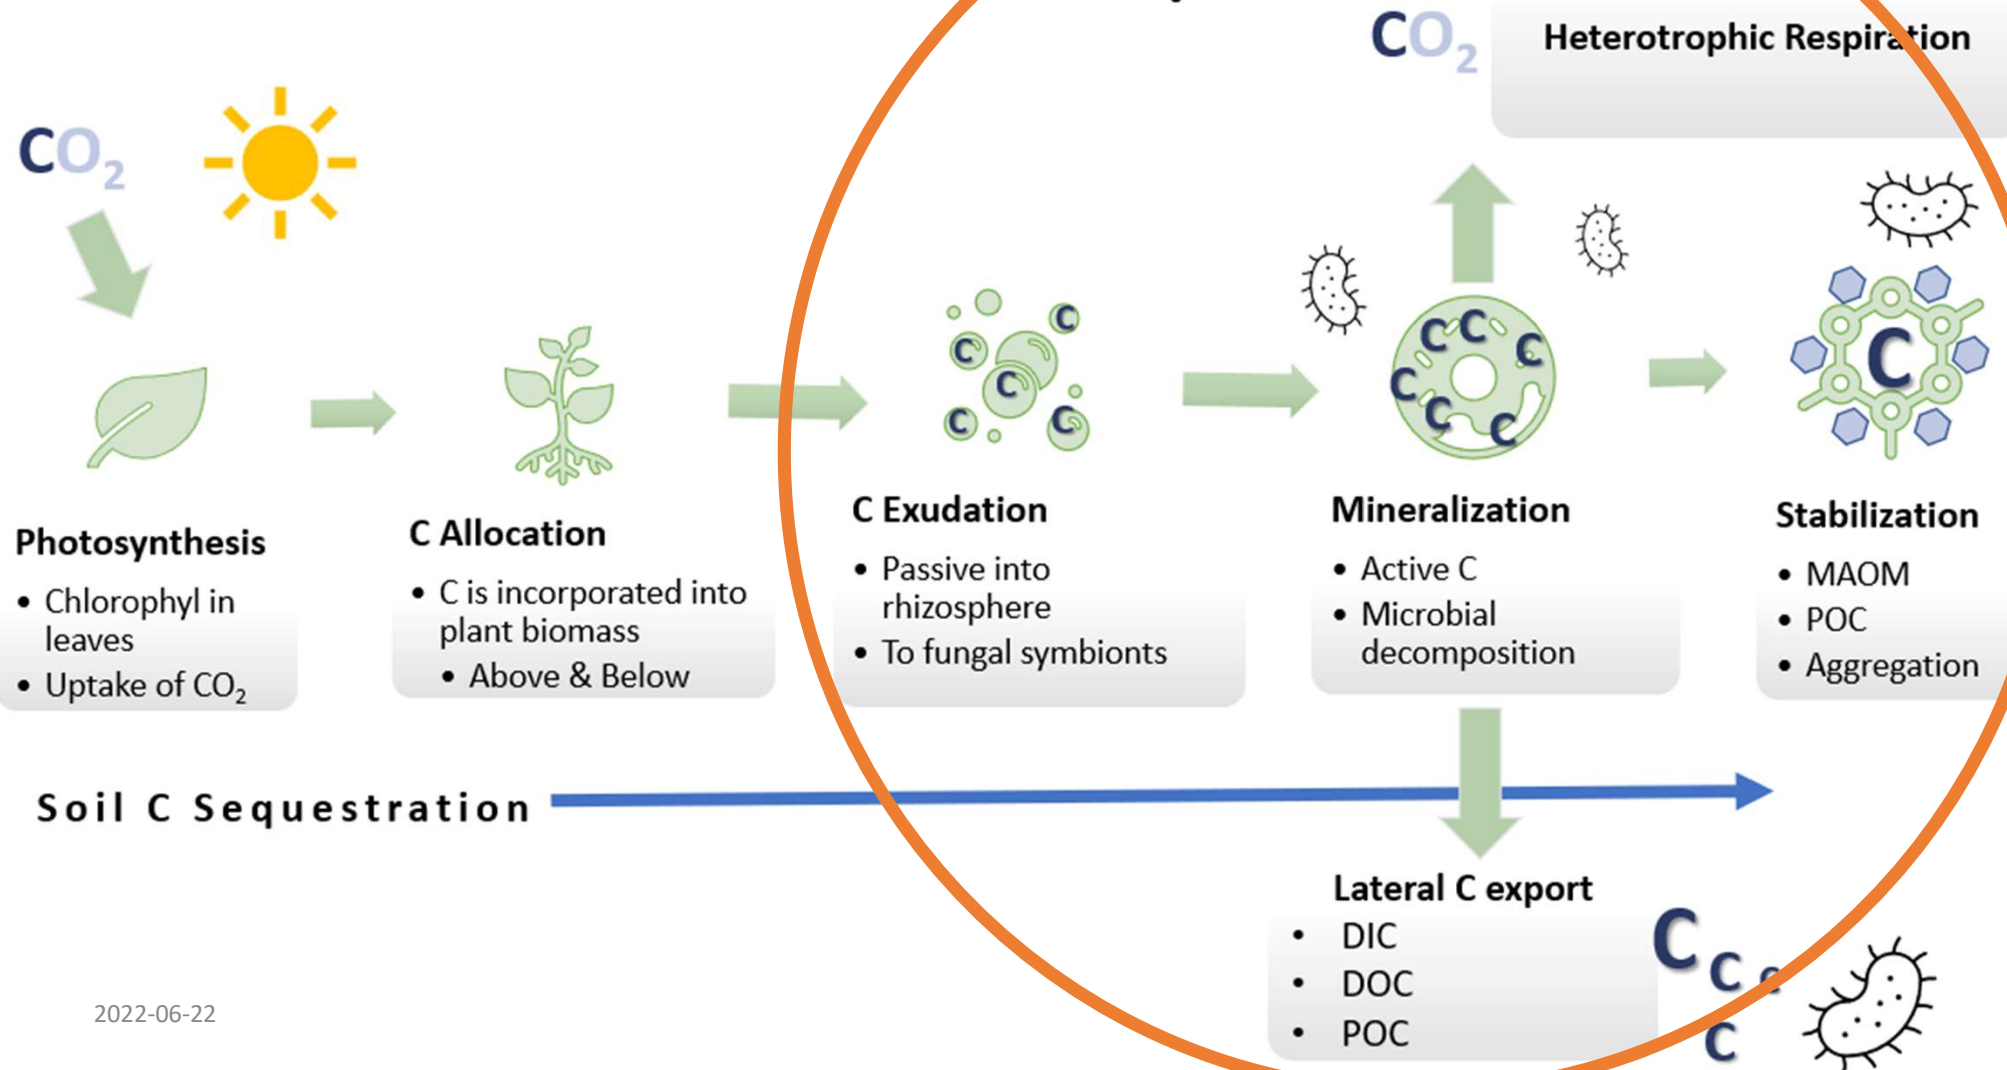 CO2
Heterotrophic Respiration
CO2
C
C
C
C
C
C
C
C
C
C
C
C
Photosynthesis
• Chlorophyl in
leaves
• Uptake of CO2
C Allocation
• C is incorporated into
plant biomass
• Above & Below
C Exudation
• Passive into
rhizosphere
• To fungal symbionts
Mineralization
• Active C
• Microbial
decomposition
Stabilization
• MAOM
• POC
• Aggregation
Soil C Sequestration
Lateral C export
• DIC
• DOC
• POC
C
C
C
C
2022-06-22